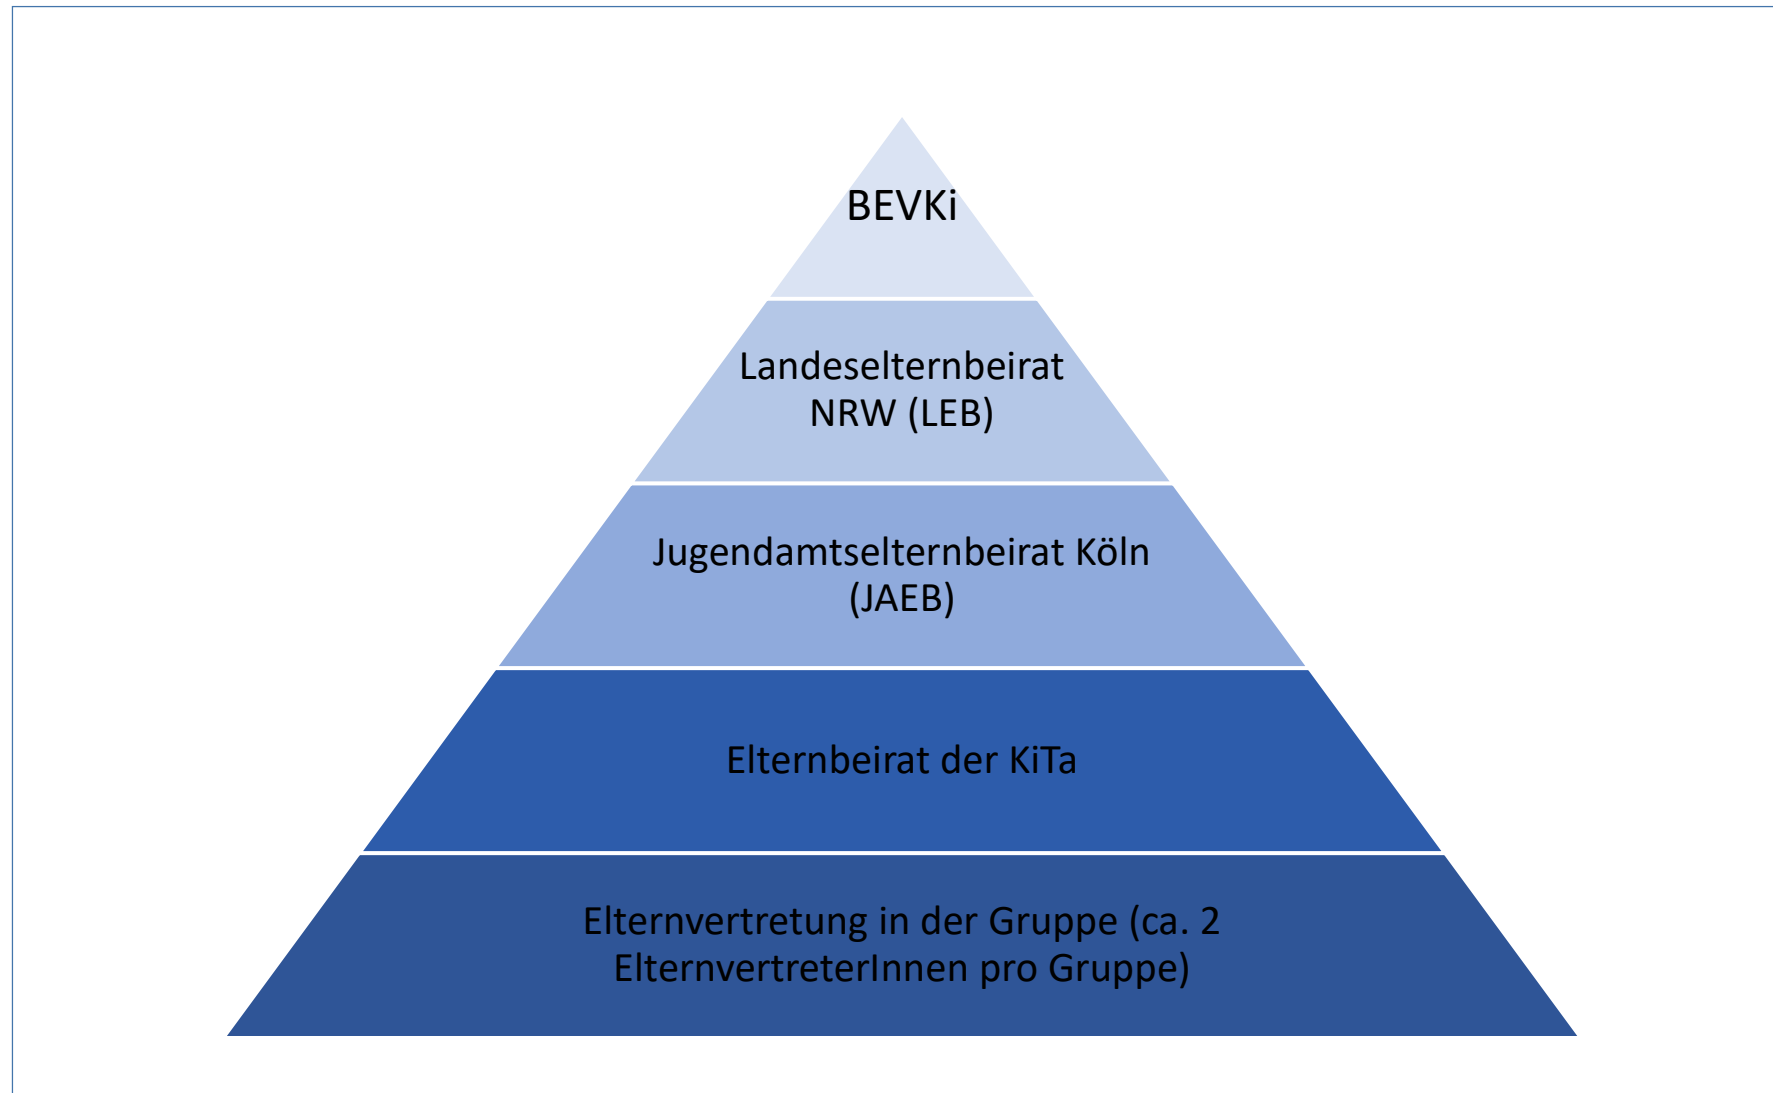 BEVKi
Landeselternbeirat
NRW (LEB)
Jugendamtselternbeirat Köln
(JAEB)
Elternbeirat der KiTa
Elternvertretung in der Gruppe (ca. 2
ElternvertreterInnen pro Gruppe)